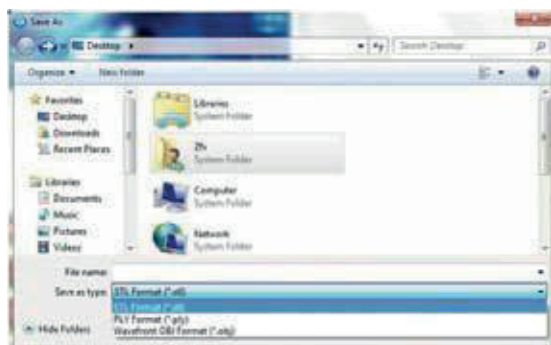 Save As
Desktop
Search Desktop
Organize
New folder
Favorites
Desktop
Downloads
Recent Places
Libraries
Documents
Music
Pictures
Videos
Libraries
System Folder
System Folder
Computer
System Folder
Network
System Folder
File name:
Save as type: STL Format (*.stl)
STL Format (*.stl)
PLY Format (*.ply)
Wavefront OBJ Format (*.obj)
Hide Folders